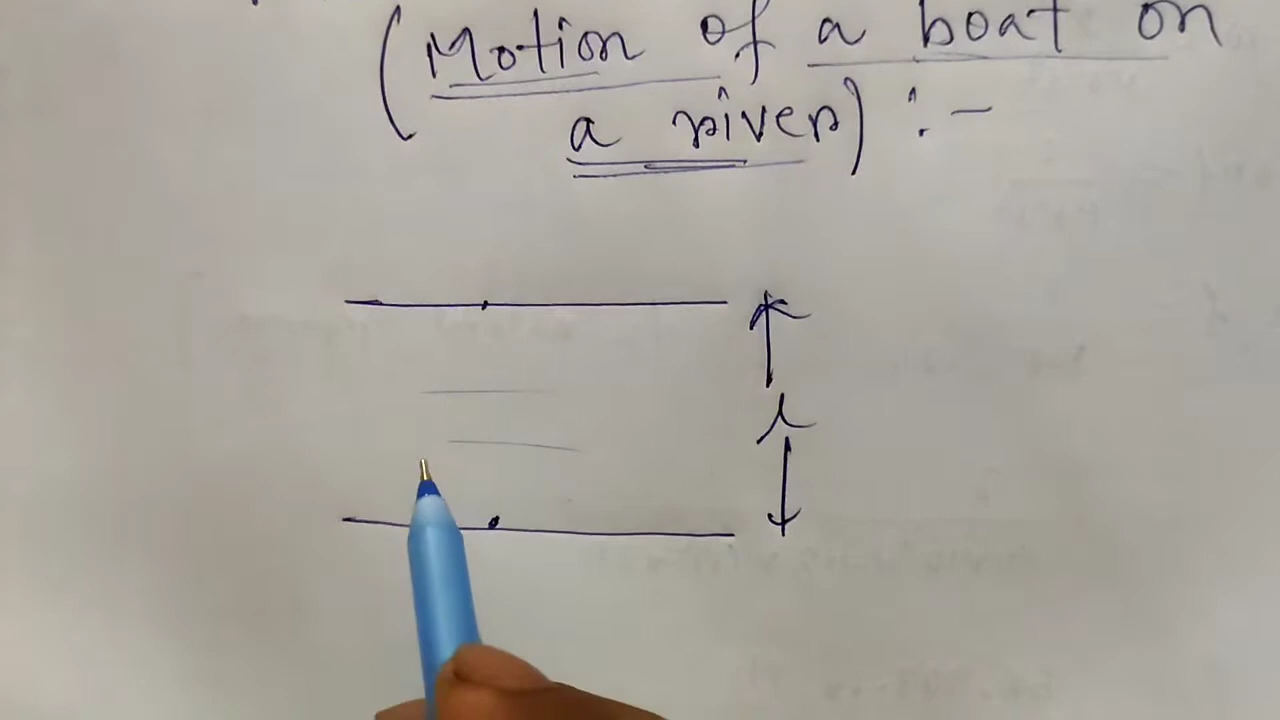 (Motion of a boat on
a river) :-
l